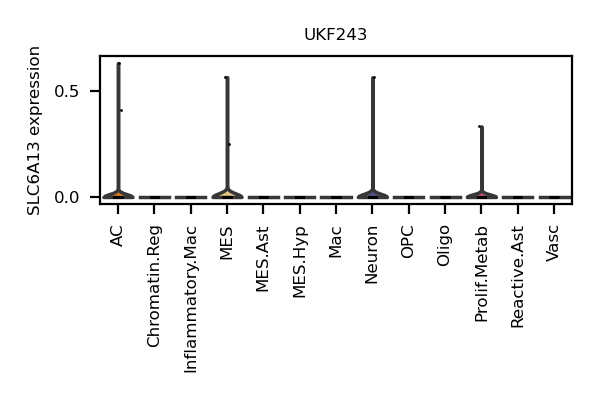 UKF243
SLC6A13 expression
0.5
0.0
AC
Chromatin.Reg
Inflammatory.Mac
MES
MES.Ast
MES.Hyp
Mac
Neuron
OPC
Oligo
Prolif.Metab
Reactive.Ast
Vasc